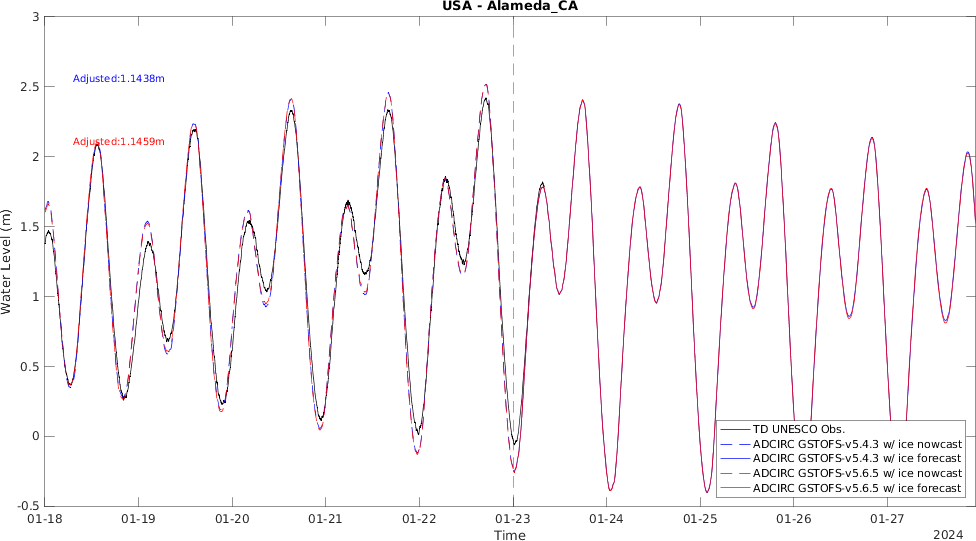 USA - Alameda_CA
3
2.5
2
1.5
1
0.5
0
-0.5
Water Level (m)
Adjusted:1.1438m
Adjusted:1.1459m
TD UNESCO Obs.
ADCIRC GSTOFS-v5.4.3 w/ ice nowcast
ADCIRC GSTOFS-v5.4.3 w/ ice forecast
ADCIRC GSTOFS-v5.6.5 w/ ice nowcast
ADCIRC GSTOFS-v5.6.5 w/ ice forecast
01-18 01-19 01-20 01-21 01-22 01-23 01-24 01-25 01-26 01-27
Time
2024